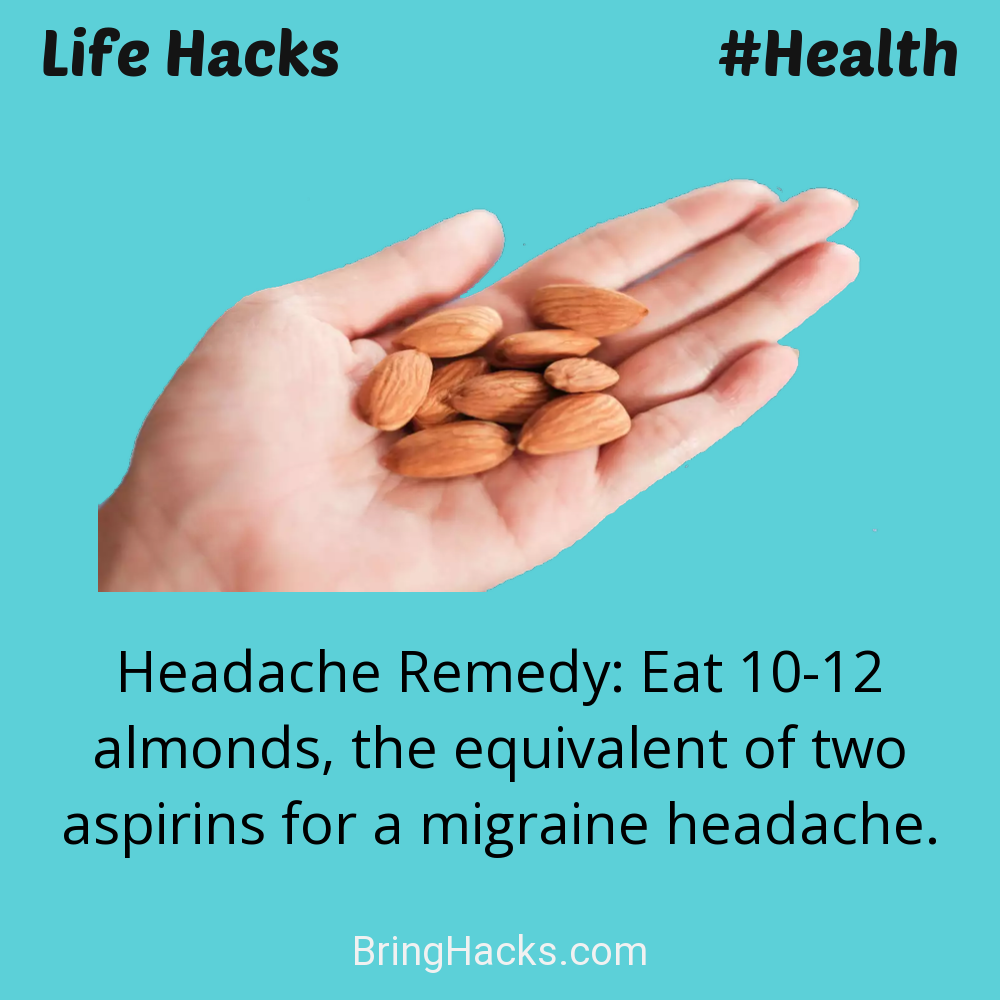 Life Hacks
#Health
Headache Remedy: Eat 10-12
almonds, the equivalent of two
aspirins for a migraine headache.
BringHacks.com